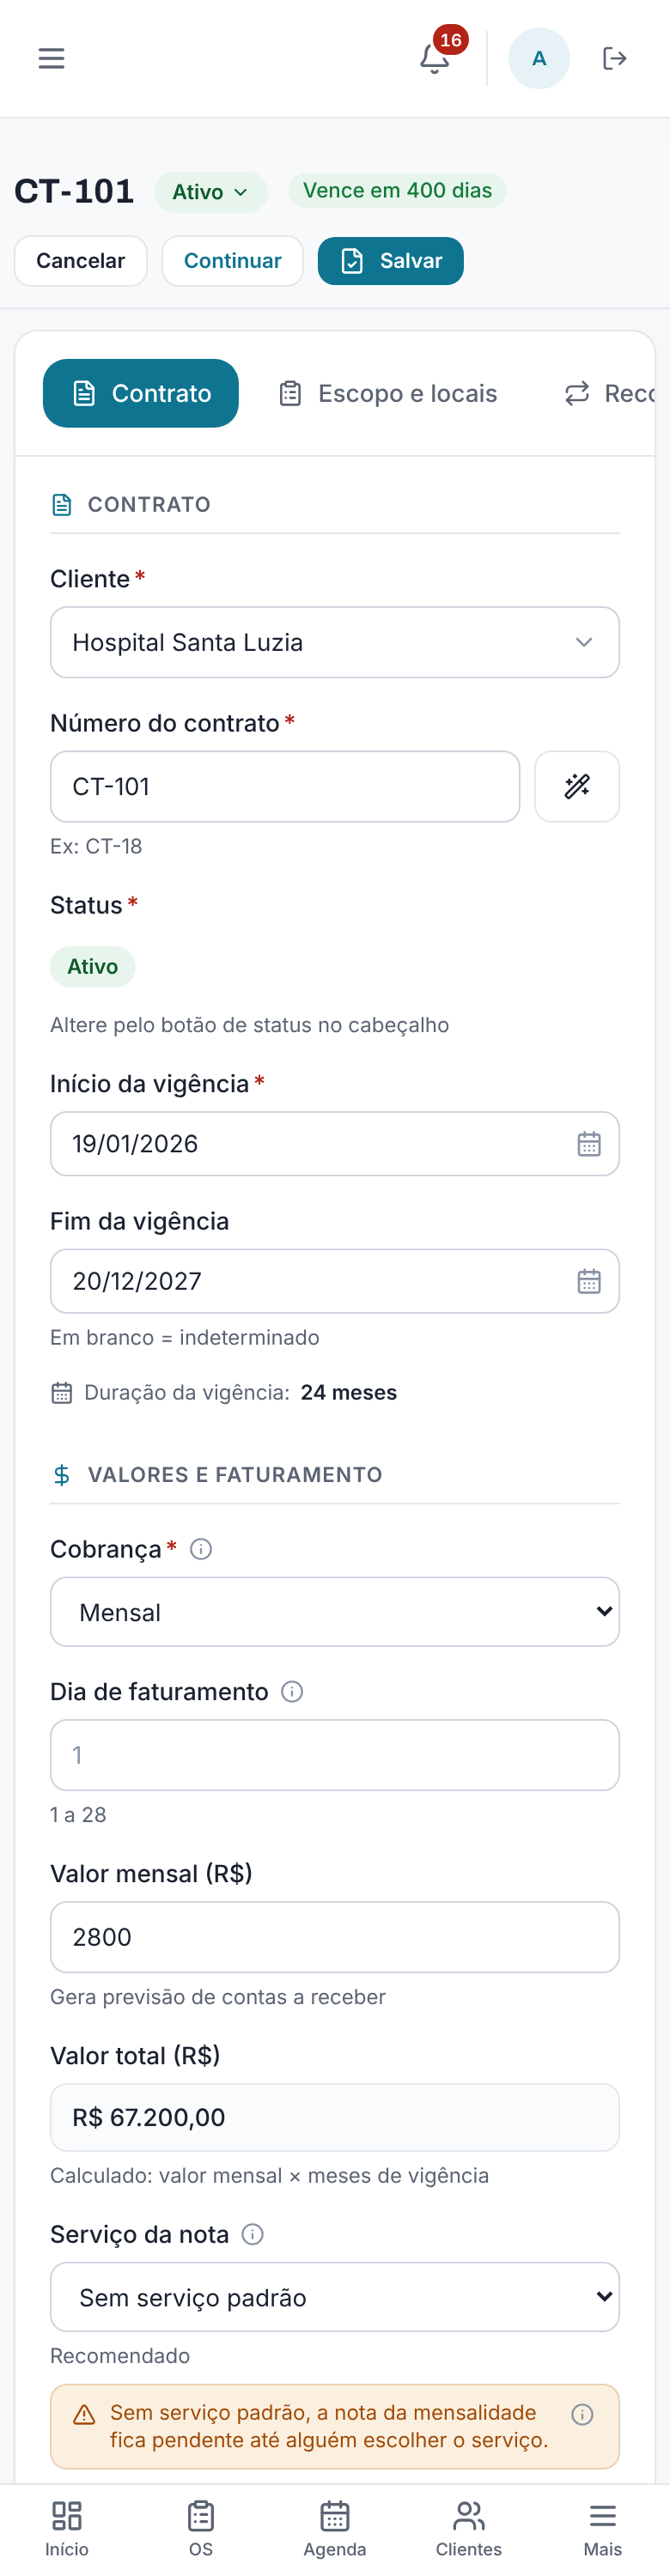 16
A
CT-101
Ativo
Vence em 400 dias
Cancelar
Continuar
Salvar
Contrato
Escopo e locais
CONTRATO
Cliente*
Hospital Santa Luzia
Número do contrato*
CT-101
Ex: CT-18
Status*
Ativo
Altere pelo botão de status no cabeçalho
Início da vigência*
19/01/2026
Fim da vigência
20/12/2027
Em branco = indeterminado
Duração da vigência: 24 meses
VALORES E FATURAMENTO
Cobrança*
Mensal
Dia de faturamento
1
1 a 28
Valor mensal (R$)
2800
Gera previsão de contas a receber
Valor total (R$)
R$ 67.200,00
Calculado: valor mensal × meses de vigência
Serviço da nota
Sem serviço padrão
Recomendado
Sem serviço padrão, a nota da mensalidade
fica pendente até alguém escolher o serviço.
Início
OS
Agenda
Clientes
Mais